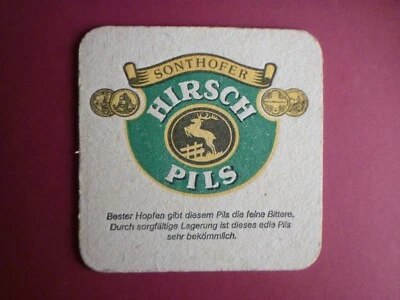 SONTHOFER
HIRSCH
PILS
Bester Hopfen gibt diesem Pils die feine Bittere.
Durch sorgfältige Lagerung ist dieses edle Pils
sehr bekömmlich.